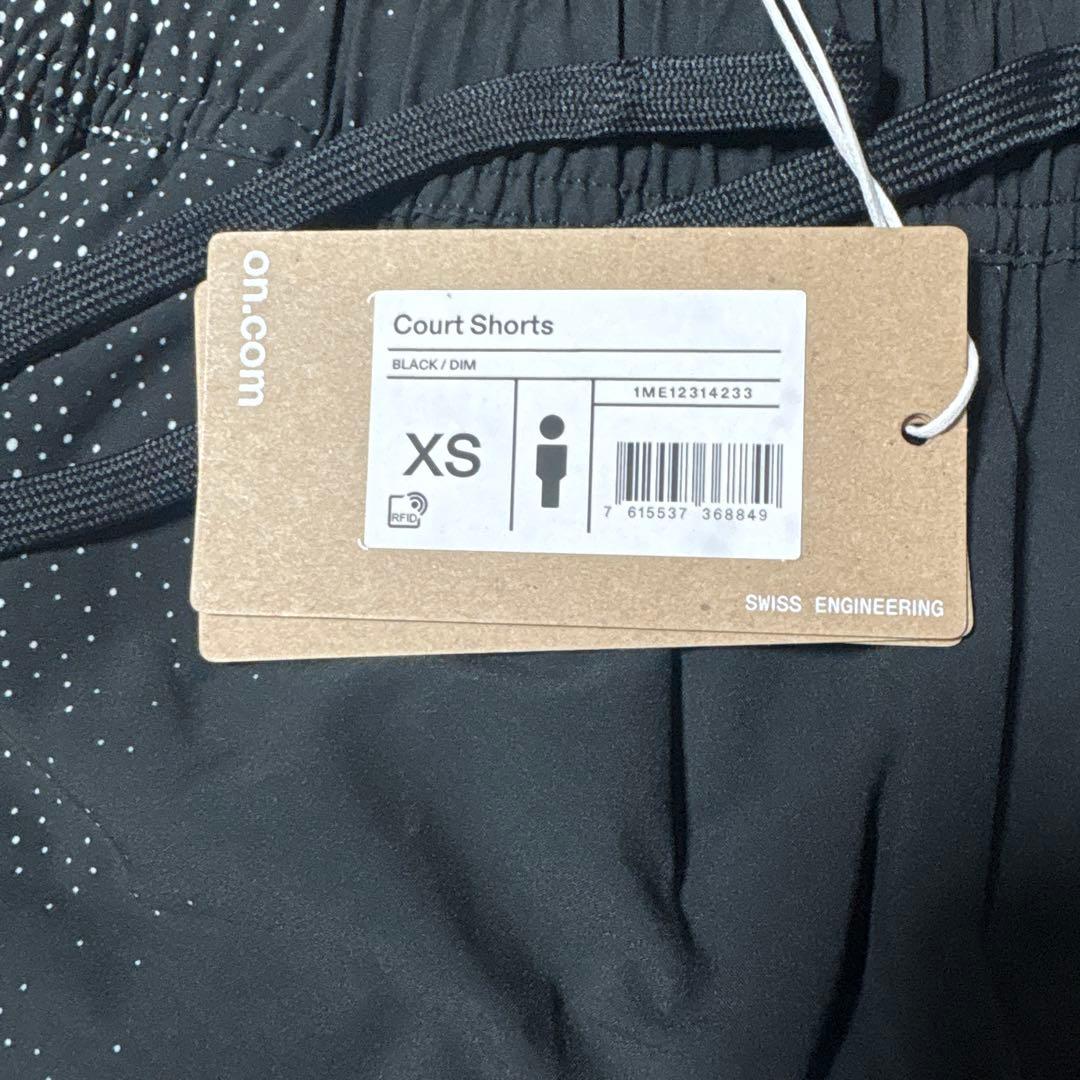 on.com
Court Shorts
BLACK / DIM
1ME12314233
XS
RFID
7 615537 368849
SWISS ENGINEERING